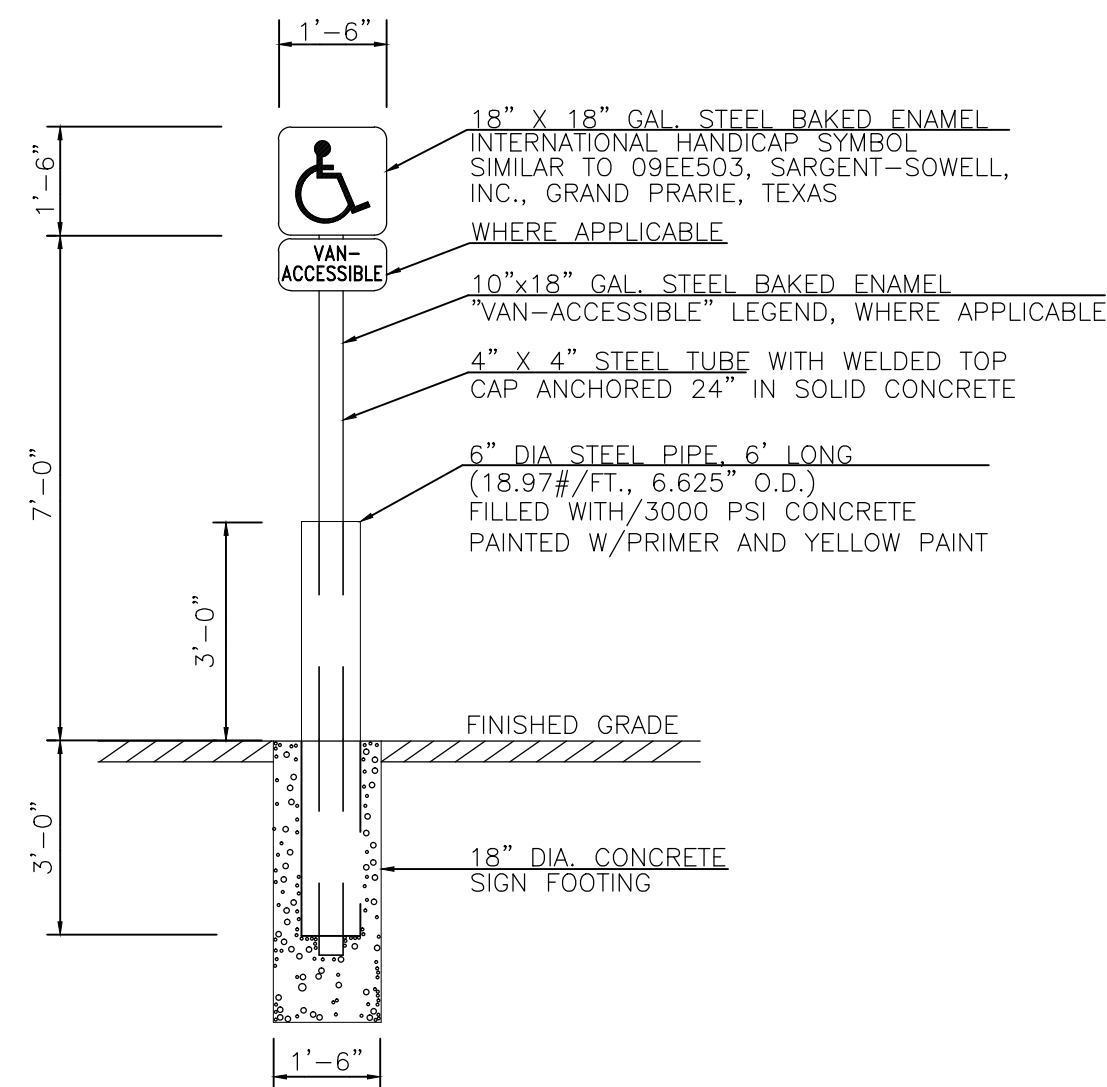 1'-6"
18" X 18" GAL. STEEL BAKED ENAMEL
INTERNATIONAL HANDICAP SYMBOL
SIMILAR TO 09EE503, SARGENT-SOWELL,
INC., GRAND PRARIE, TEXAS
1'-6"
WHERE APPLICABLE
VAN-
ACCESSIBLE
10"x18" GAL. STEEL BAKED ENAMEL
"VAN-ACCESSIBLE" LEGEND, WHERE APPLICABLE
4" X 4" STEEL TUBE WITH WELDED TOP
CAP ANCHORED 24" IN SOLID CONCRETE
7'-0"
6" DIA STEEL PIPE, 6' LONG
(18.97#/FT., 6.625" O.D.)
FILLED WITH/3000 PSI CONCRETE
PAINTED W/PRIMER AND YELLOW PAINT
3'-0"
FINISHED GRADE
3'-0"
18" DIA. CONCRETE
SIGN FOOTING
1'-6"